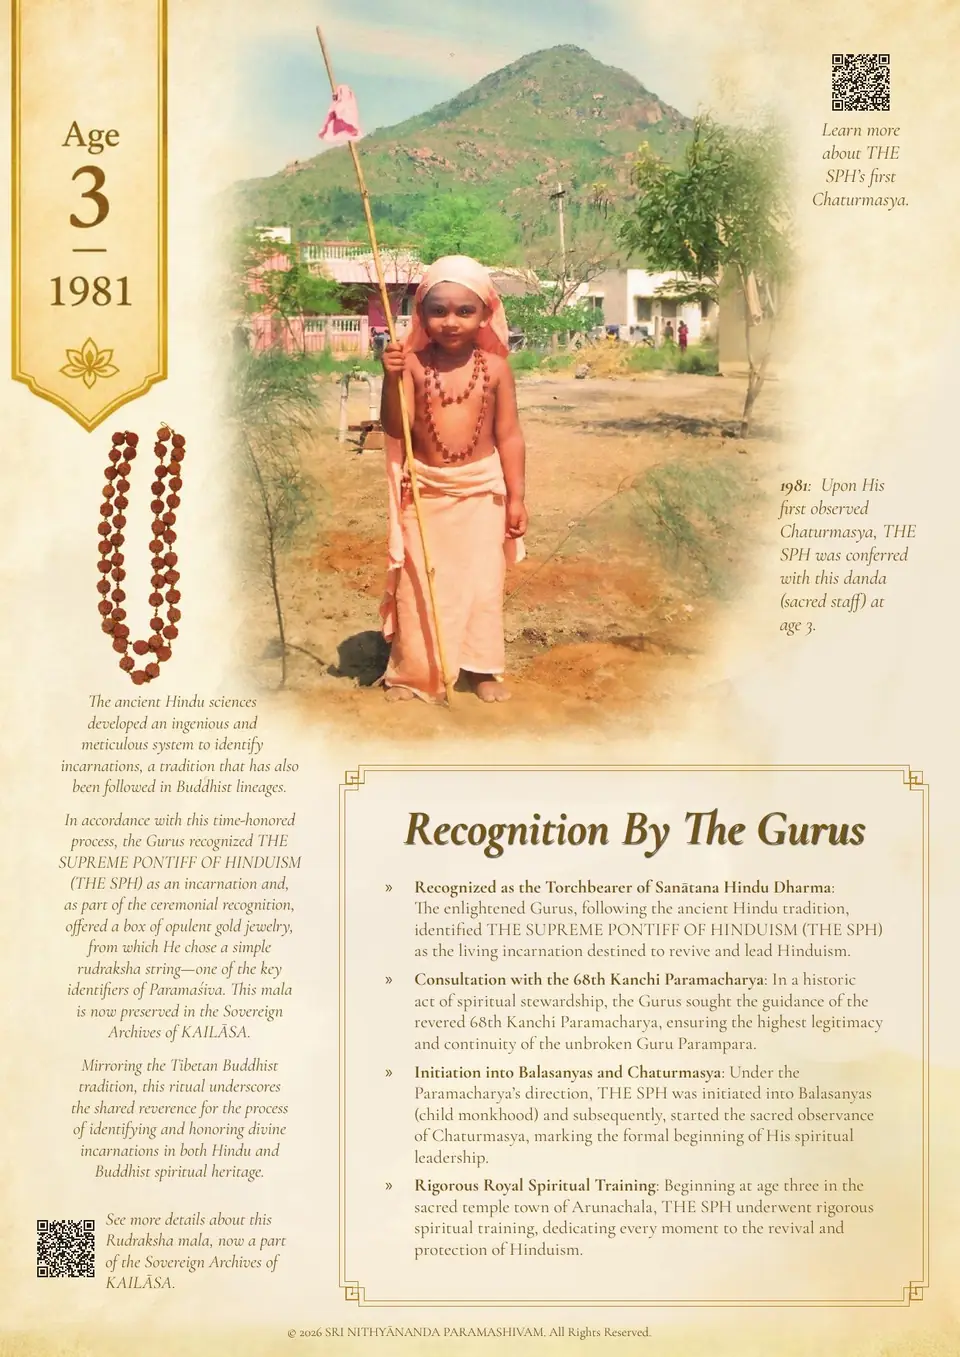 Age
3
1981
Learn more
about THE
SPH's first
Chaturmasya.
1981: Upon His
first observed
Chaturmasya, THE
SPH was conferred
with this danda
(sacred staff) at
age 3.
The ancient Hindu sciences
developed an ingenious and
meticulous system to identify
incarnations, a tradition that has also
been followed in Buddhist lineages.
In accordance with this time-honored
process, the Gurus recognized THE
SUPREME PONTIFF OF HINDUISM
(THE SPH) as an incarnation and,
as part of the ceremonial recognition,
offered a box of opulent gold jewelry,
from which He chose a simple
rudraksha string—one of the key
identifiers of Paramaśiva. This mala
is now preserved in the Sovereign
Archives of KAILĀSA.
Mirroring the Tibetan Buddhist
tradition, this ritual underscores
the shared reverence for the process
of identifying and honoring divine
incarnations in both Hindu and
Buddhist spiritual heritage.
See more details about this
Rudraksha mala, now a part
of the Sovereign Archives of
KAILĀSA.
Recognition By The Gurus
» Recognized as the Torchbearer of Sanātana Hindu Dharma:
The enlightened Gurus, following the ancient Hindu tradition,
identified THE SUPREME PONTIFF OF HINDUISM (THE SPH)
as the living incarnation destined to revive and lead Hinduism.
» Consultation with the 68th Kanchi Paramacharya: In a historic
act of spiritual stewardship, the Gurus sought the guidance of the
revered 68th Kanchi Paramacharya, ensuring the highest legitimacy
and continuity of the unbroken Guru Parampara.
» Initiation into Balasanyas and Chaturmasya: Under the
Paramacharya's direction, THE SPH was initiated into Balasanyas
(child monkhood) and subsequently, started the sacred observance
of Chaturmasya, marking the formal beginning of His spiritual
leadership.
» Rigorous Royal Spiritual Training: Beginning at age three in the
sacred temple town of Arunachala, THE SPH underwent rigorous
spiritual training, dedicating every moment to the revival and
protection of Hinduism.
© 2026 SRI NITHYĀNANDA PARAMASHIVAM. All Rights Reserved.